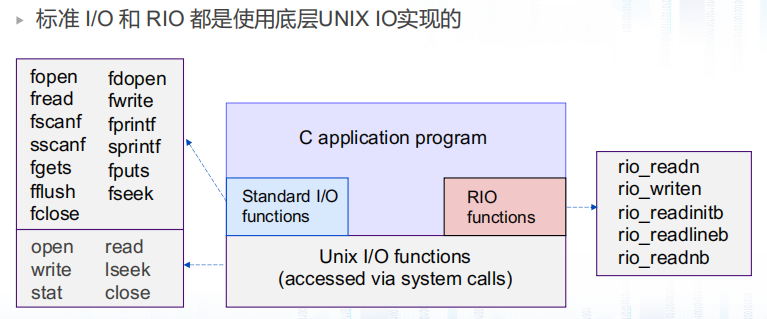 标准 I/O 和 RIO 都是使用底层UNIX IO实现的
fopen fdopen
fread fwrite
fscanf fprintf
sscanf sprintf
fgets fputs
fflush fseek
fclose
open read
write lseek
stat close
C application program
Standard I/O
functions
RIO
functions
Unix I/O functions
(accessed via system calls)
rio_readn
rio_writen
rio_readinitb
rio_readlineb
rio_readnb